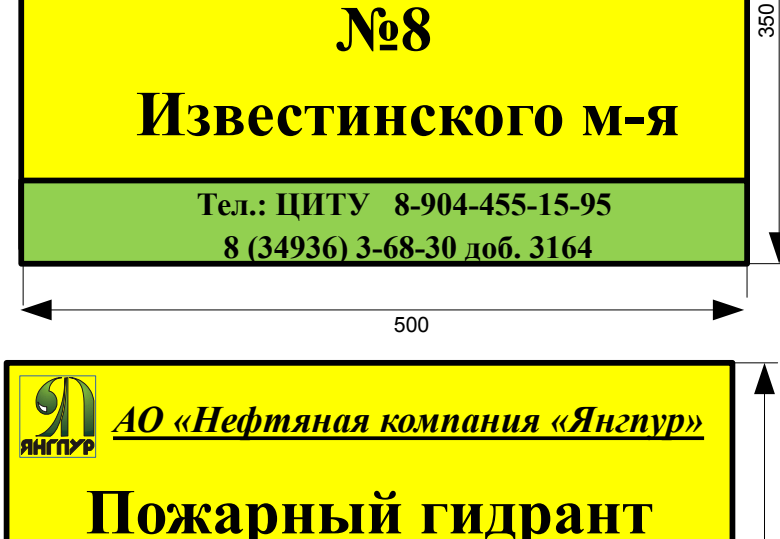 350
№8
Известинского м-я
Тел.: ЦИТУ 8-904-455-15-95
8 (34936) 3-68-30 доб. 3164
500
ЯНГПУР
АО «Нефтяная компания «Янгпур»
Пожарный гидрант